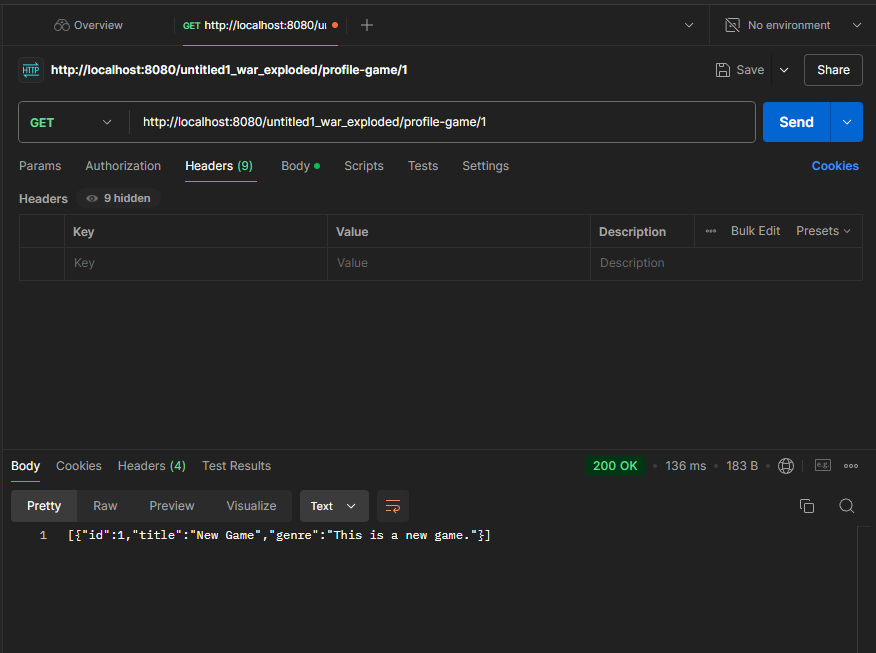 Overview
GET http://localhost:8080/u
No environment
HTTP http://localhost:8080/untitled1_war_exploded/profile-game/1
Save
Share
GET http://localhost:8080/untitled1_war_exploded/profile-game/1
Send
Params Authorization Headers (9) Body Scripts Tests Settings Cookies
Headers 9 hidden
Key Value Description Bulk Edit Presets
Key Value Description
Body Cookies Headers (4) Test Results 200 OK 136 ms 183 B e.g.
Pretty Raw Preview Visualize Text
1 [{"id":1,"title":"New Game","genre":"This is a new game."}]